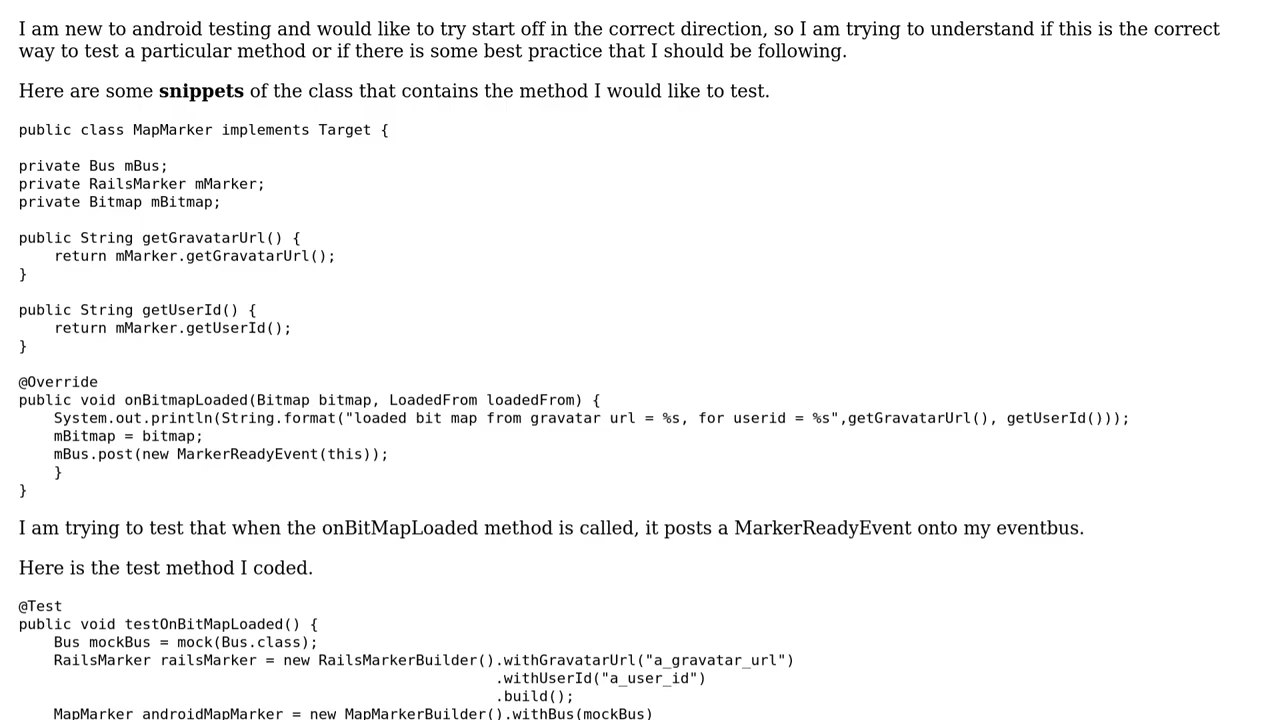 I am new to android testing and would like to try start off in the correct direction, so I am trying to understand if this is the correct
way to test a particular method or if there is some best practice that I should be following.
Here are some snippets of the class that contains the method I would like to test.
public class MapMarker implements Target {
private Bus mBus;
private RailsMarker mMarker;
private Bitmap mBitmap;
public String getGravatarUrl() {
    return mMarker.getGravatarUrl();
}
public String getUserId() {
    return mMarker.getUserId();
}
@Override
public void onBitmapLoaded(Bitmap bitmap, LoadedFrom loadedFrom) {
    System.out.println(String.format("loaded bit map from gravatar url = %s, for userid = %s",getGravatarUrl(), getUserId()));
    mBitmap = bitmap;
    mBus.post(new MarkerReadyEvent(this));
    }
}
I am trying to test that when the onBitMapLoaded method is called, it posts a MarkerReadyEvent onto my eventbus.
Here is the test method I coded.
@Test
public void testOnBitMapLoaded() {
    Bus mockBus = mock(Bus.class);
    RailsMarker railsMarker = new RailsMarkerBuilder().withGravatarUrl("a_gravatar_url")
                                                      .withUserId("a_user_id")
                                                      .build();
    MapMarker androidMapMarker = new MapMarkerBuilder().withBus(mockBus)